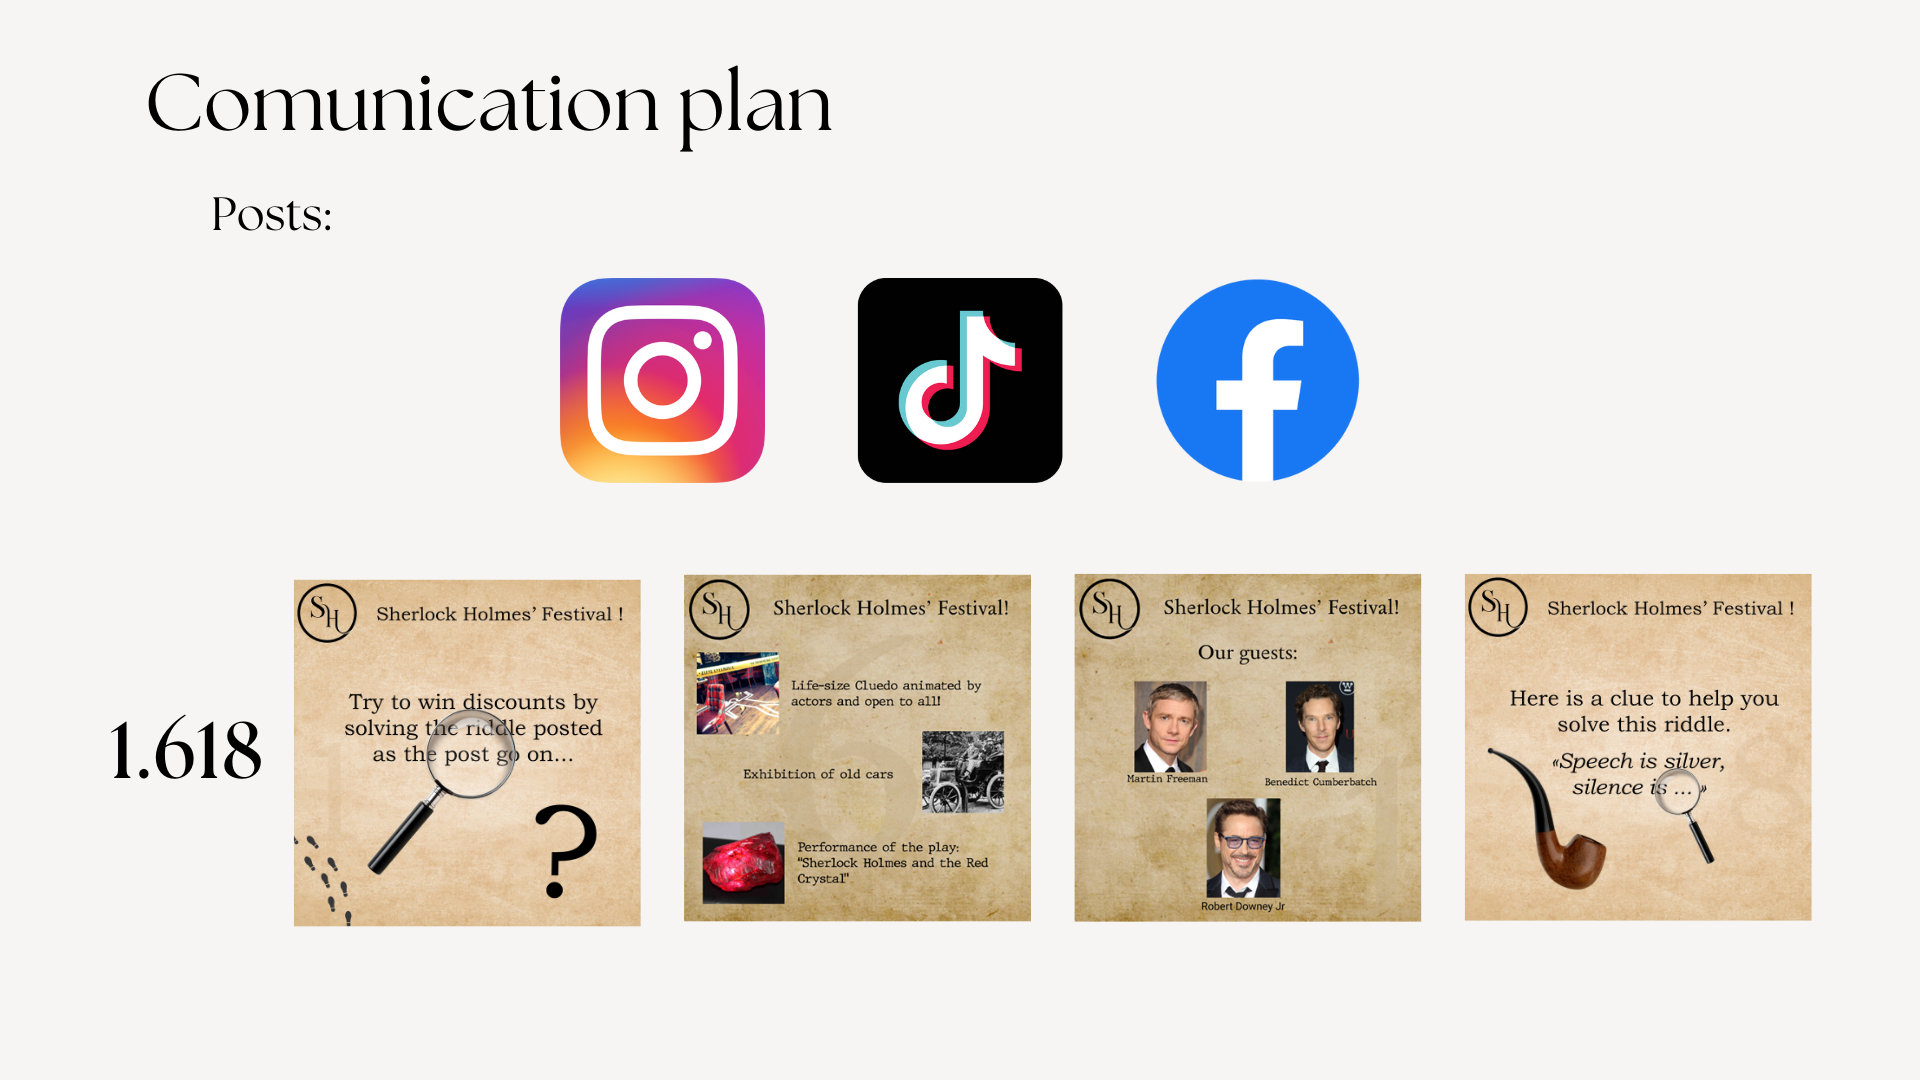 Comunication plan
Posts:
1.618
SH
Sherlock Holmes’ Festival !
Try to win discounts by
solving the riddle posted
as the post go on...
?
SH
Sherlock Holmes’ Festival!
Life-size Cluedo animated by
actors and open to all!
Exhibition of old cars
Performance of the play:
"Sherlock Holmes and the Red
Crystal"
SH
Sherlock Holmes’ Festival!
Our guests:
Martin Freeman
Benedict Cumberbatch
Robert Downey Jr
SH
Sherlock Holmes’ Festival !
Here is a clue to help you
solve this riddle.
«Speech is silver,
silence is ... »